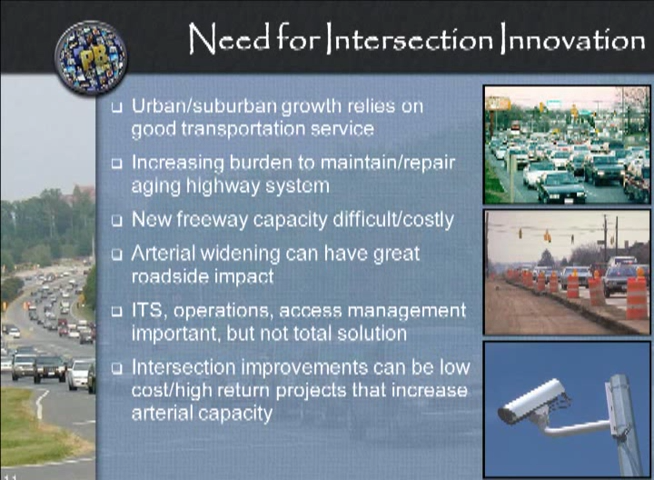 Need for Intersection Innovation
PB
Urban/suburban growth relies on
good transportation service
Increasing burden to maintain/repair
aging highway system
New freeway capacity difficult/costly
Arterial widening can have great
roadside impact
ITS, operations, access management
important, but not total solution
Intersection improvements can be low
cost/high return projects that increase
arterial capacity
11